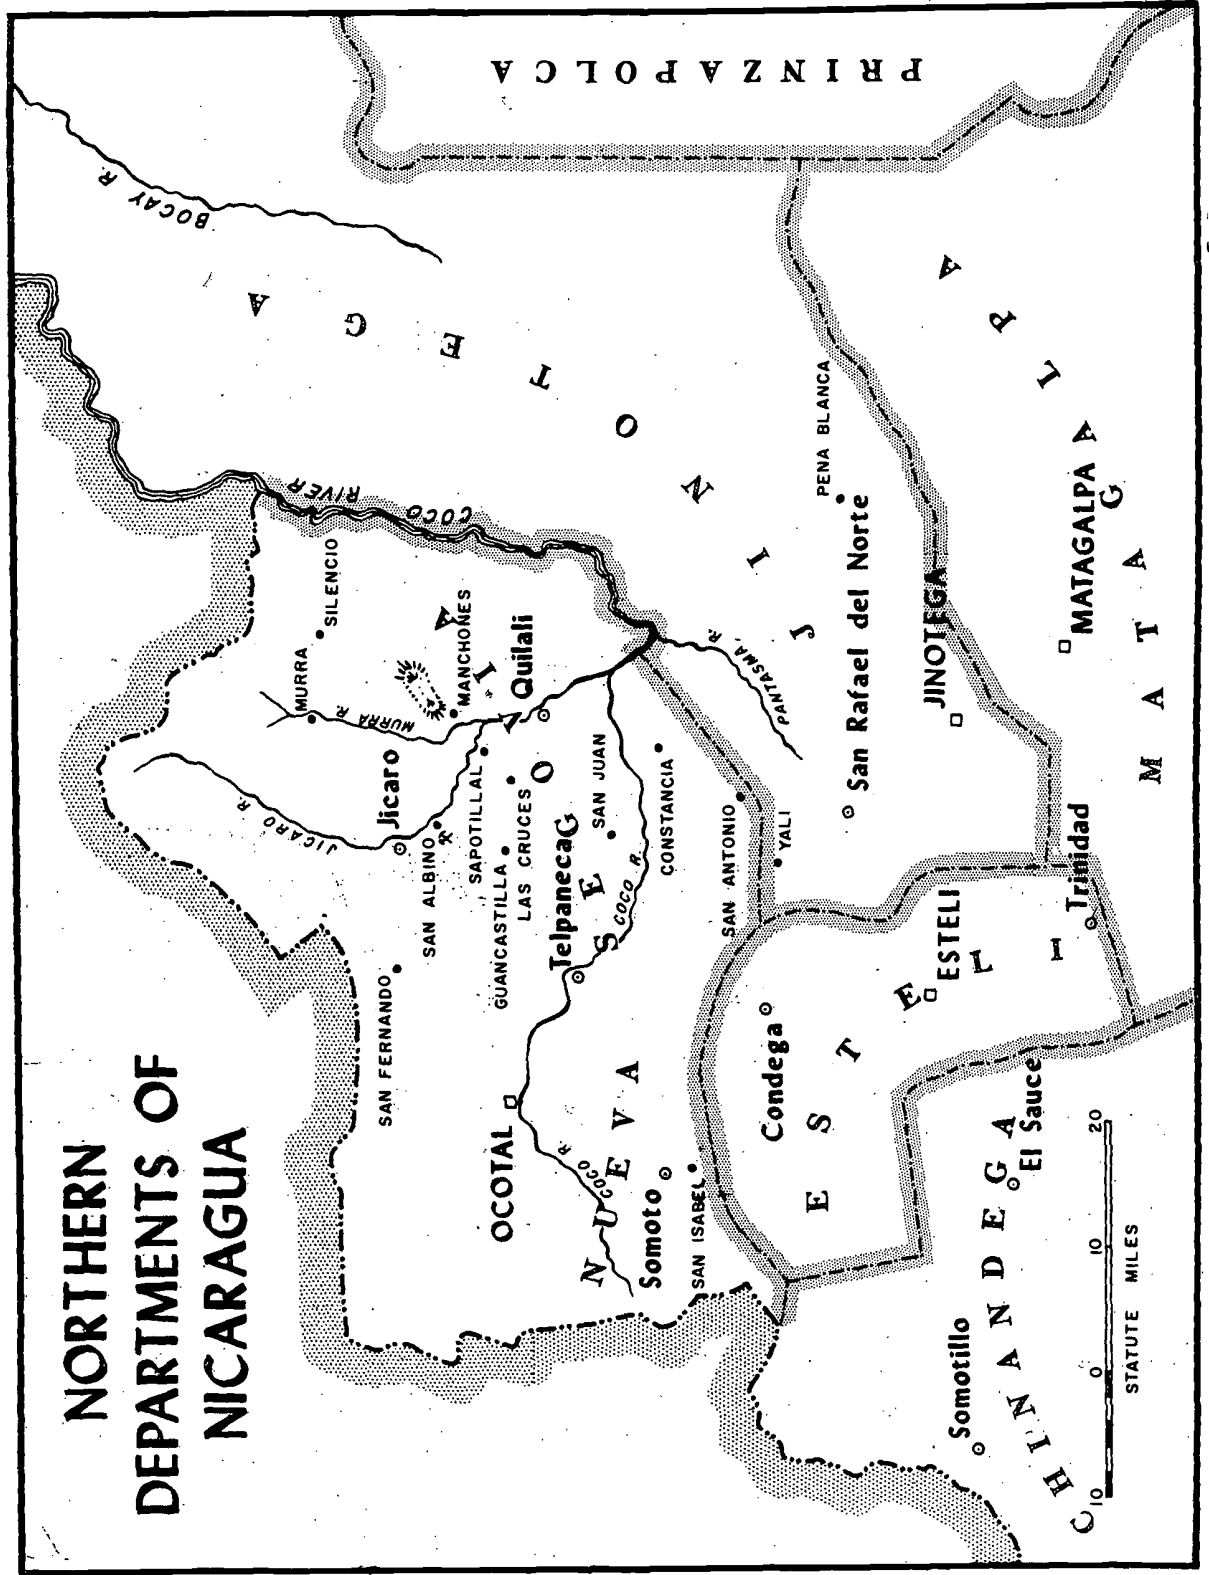 NORTHERN
DEPARTMENTS OF
NICARAGUA
BOCAY R.
PRINZAPOLCA
JINOTEGA
COCO RIVER
SILENCIO
MURRA
MURRA R.
MANCHONES
JICARO R.
Jicaro
Quilali
SAN ALBINO
SAPOTILLAL
GUANCASTILLA
LAS CRUCES
SAN FERNANDO
Telpaneca
SAN JUAN
COCO R.
CONSTANCIA
PANTASMA R.
NUEVA SEGOVIA
OCOTAL
COCO R.
Somoto
SAN ISABEL
SAN ANTONIO
YALI
PENA BLANCA
San Rafael del Norte
JINOTEGA
MATAGALPA
MATAGALPA
G
Condega
ESTELI
ESTELI
Trinidad
El Sauce
Somotillo
CHINANDEGA
10 0 10 20
STATUTE MILES